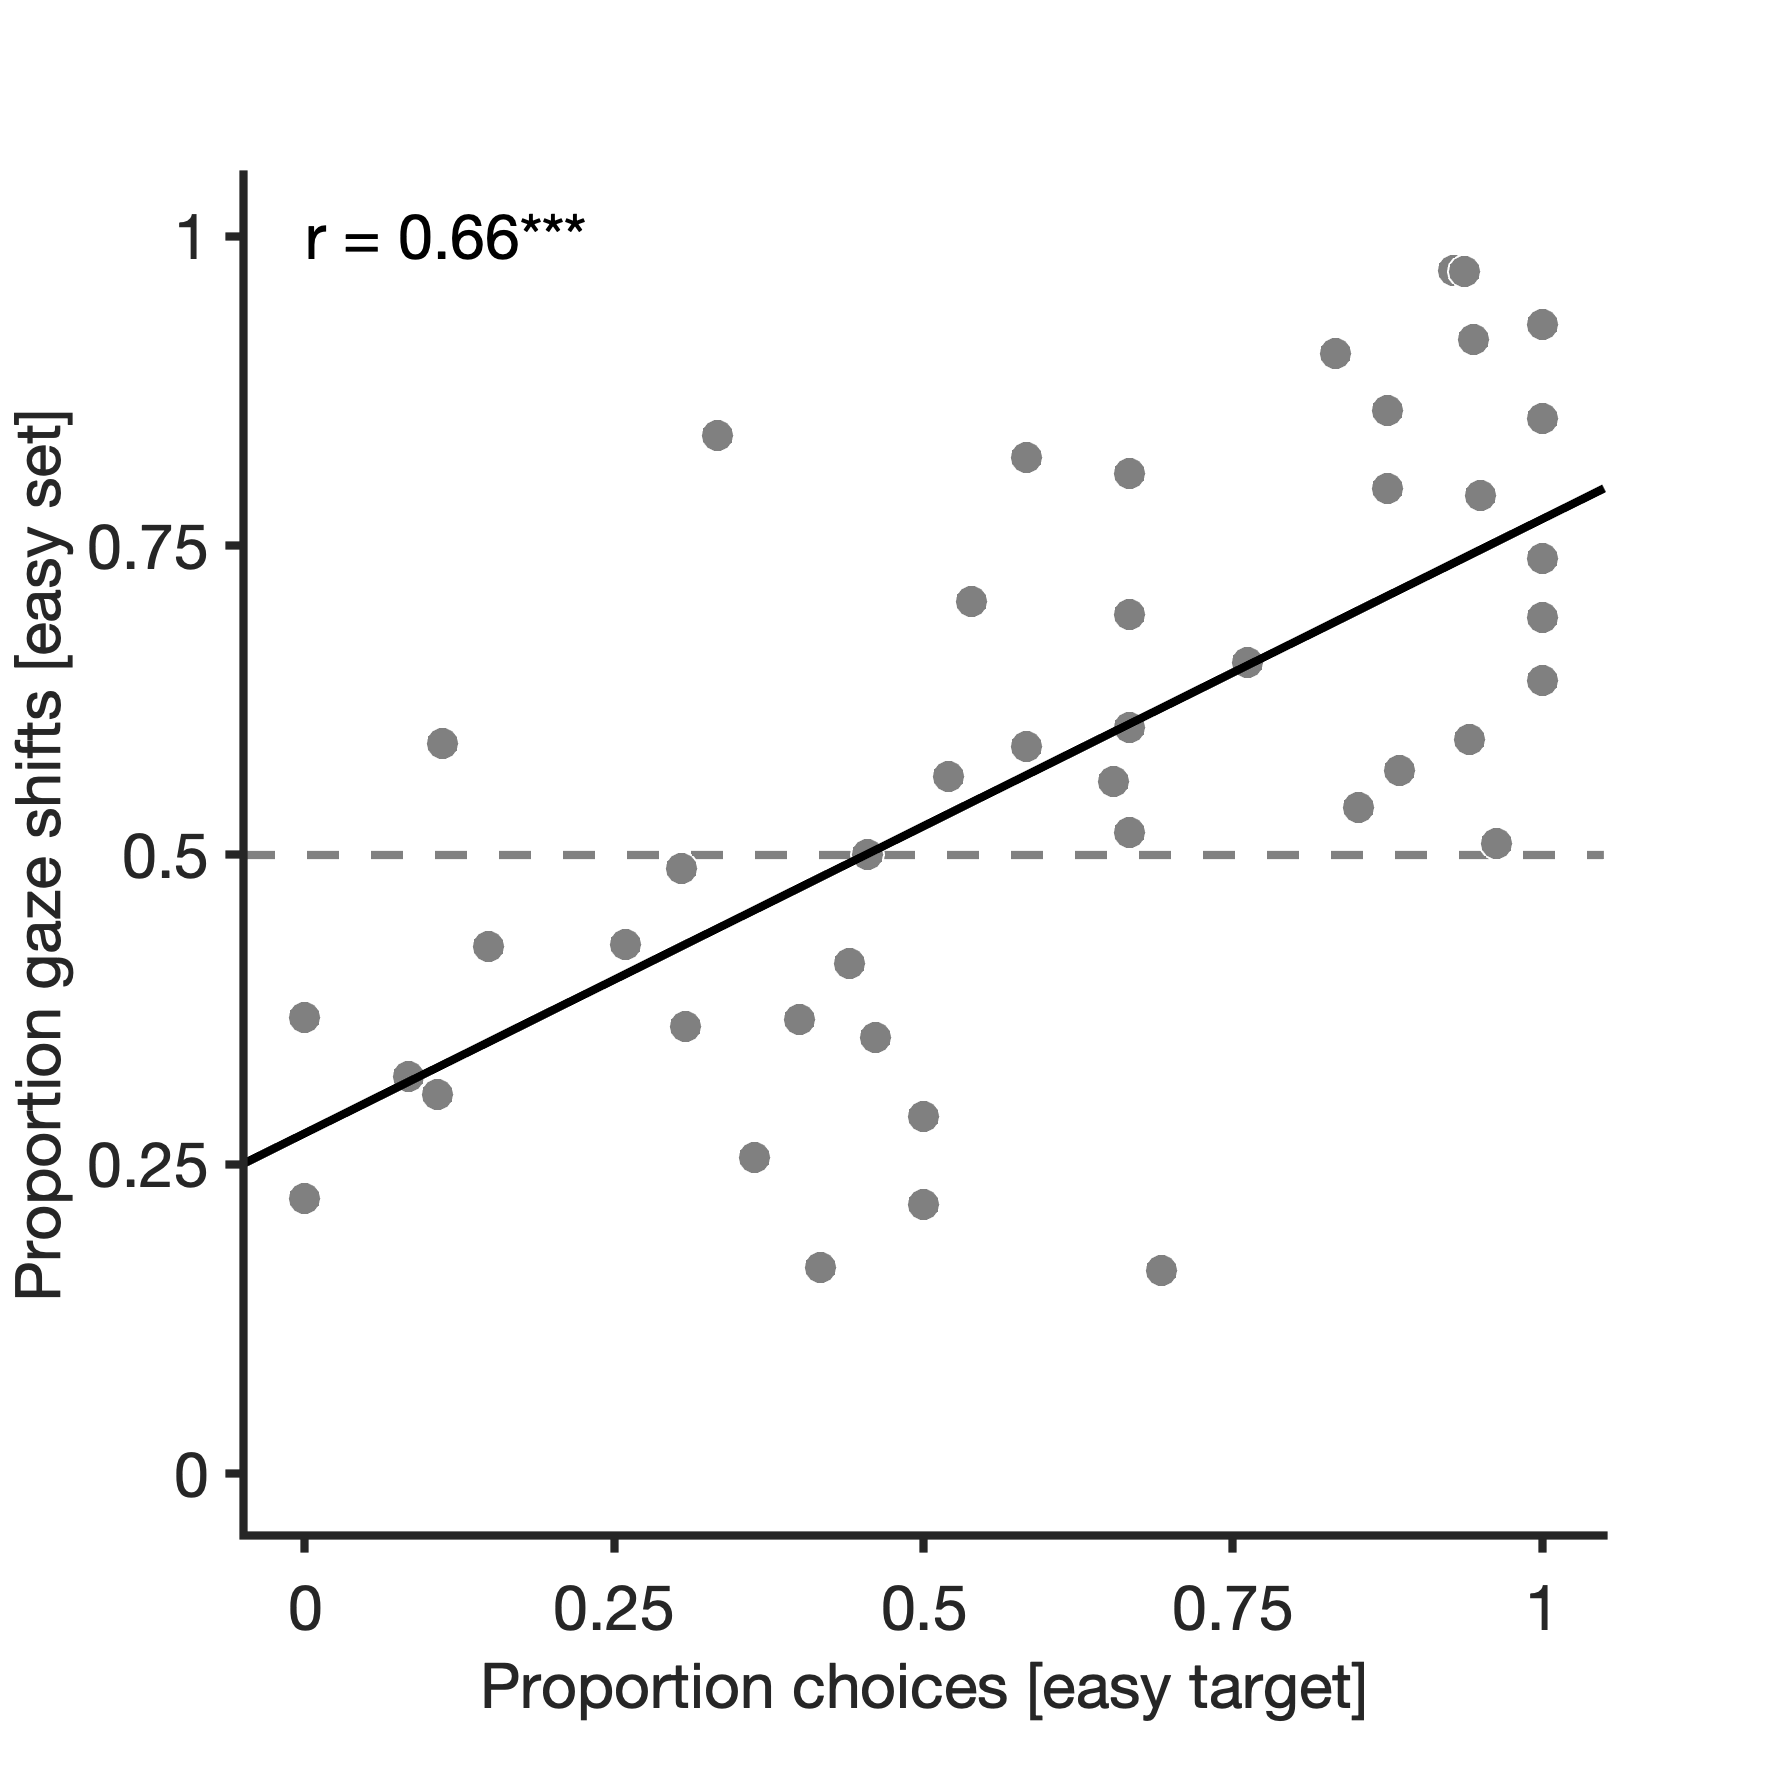 r = 0.66***
Proportion gaze shifts [easy set]
1
0.75
0.5
0.25
0
0 0.25 0.5 0.75 1
Proportion choices [easy target]